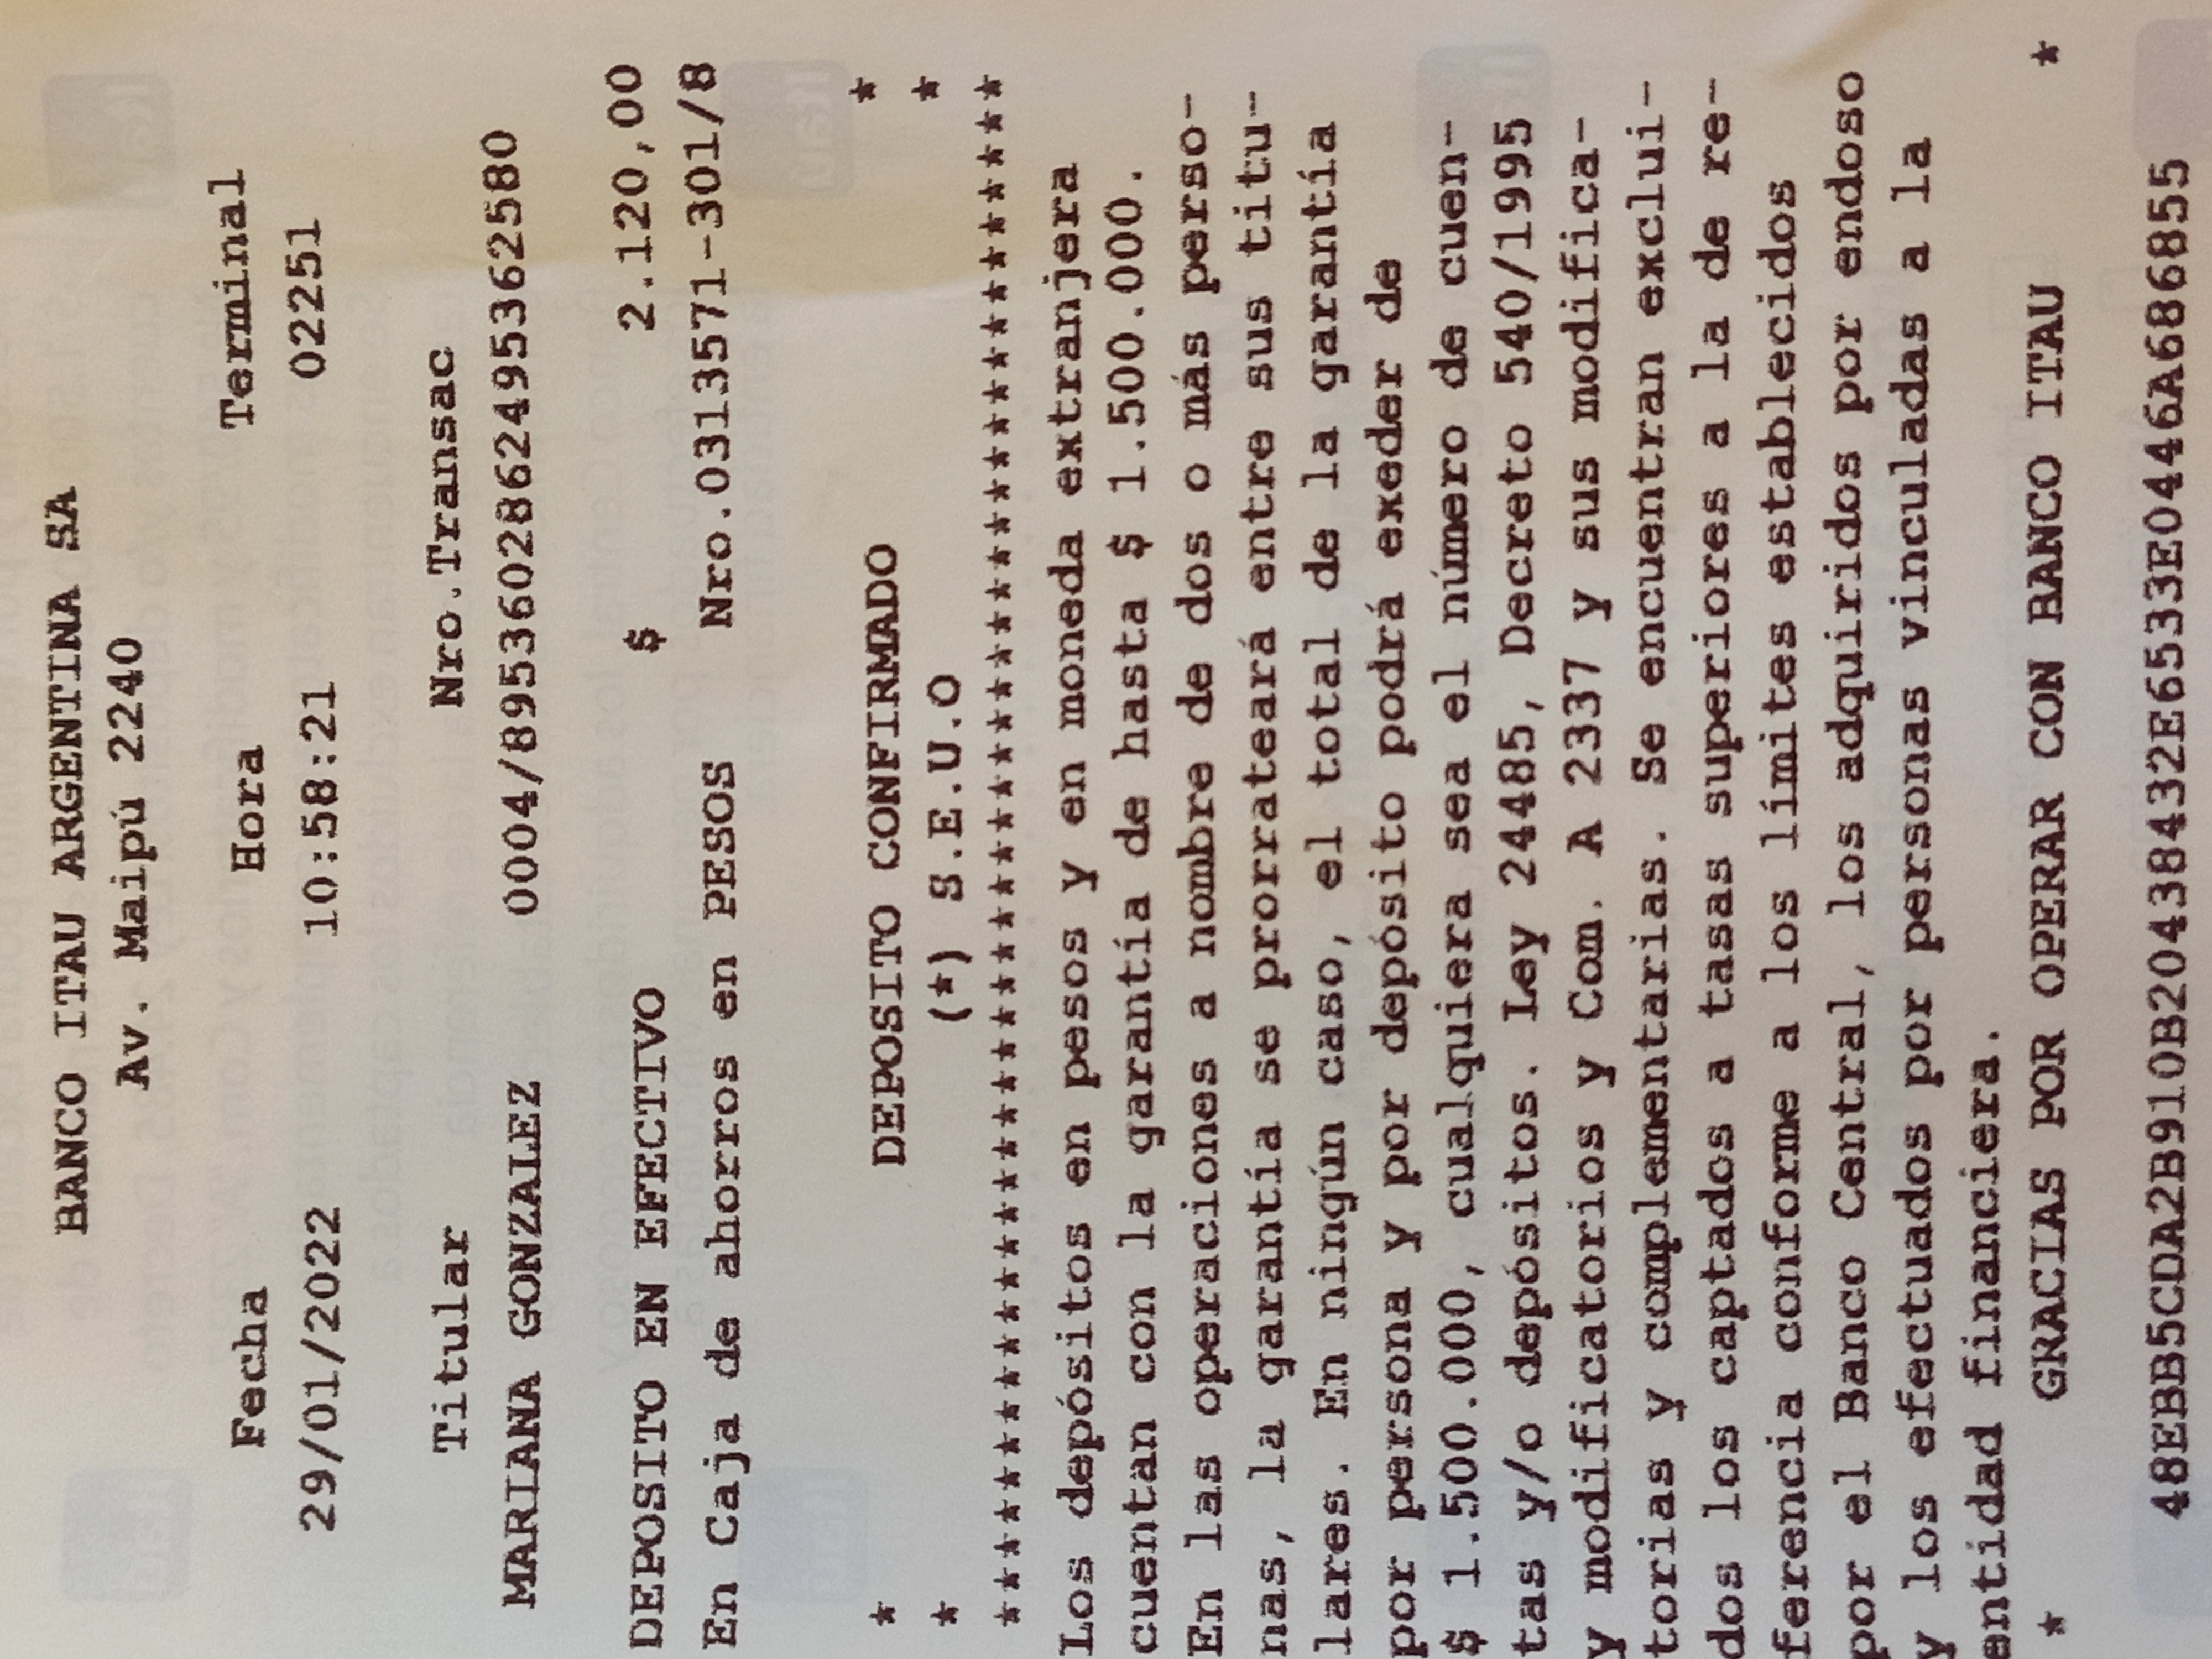 BANCO ITAU ARGENTINA SA
Av. Maipú 2240
Fecha Hora Terminal
29/01/2022 10:58:21 02251
Titular Nro.Transac
MARIANA GONZALEZ 0004/89536028624953625​80
DEPOSITO EN EFECTIVO $ 2.120,00
En Caja de ahorros en PESOS Nro.0313571-301/8
* DEPOSITO CONFIRMADO *
* (*) S.E.U.O *
****************************************
Los depósitos en pesos y en moneda extranjera
cuentan con la garantía de hasta $ 1.500.000.
En las operaciones a nombre de dos o más perso-
nas, la garantía se prorrateará entre sus titu-
lares. En ningún caso, el total de la garantía
por persona y por depósito podrá exeder de
$ 1.500.000, cualquiera sea el número de cuen-
tas y/o depósitos. Ley 24485, Decreto 540/1995
y modificatorios y Com. A 2337 y sus modifica-
torias y complementarias. Se encuentran exclui-
dos los captados a tasas superiores a la de re-
ferencia conforme a los límites establecidos
por el Banco Central, los adquiridos por endoso
y los efectuados por personas vinculadas a la
entidad financiera.
* GRACIAS POR OPERAR CON BANCO ITAU *
48EBB5CDA2B910B20438432E6533E0446A686855